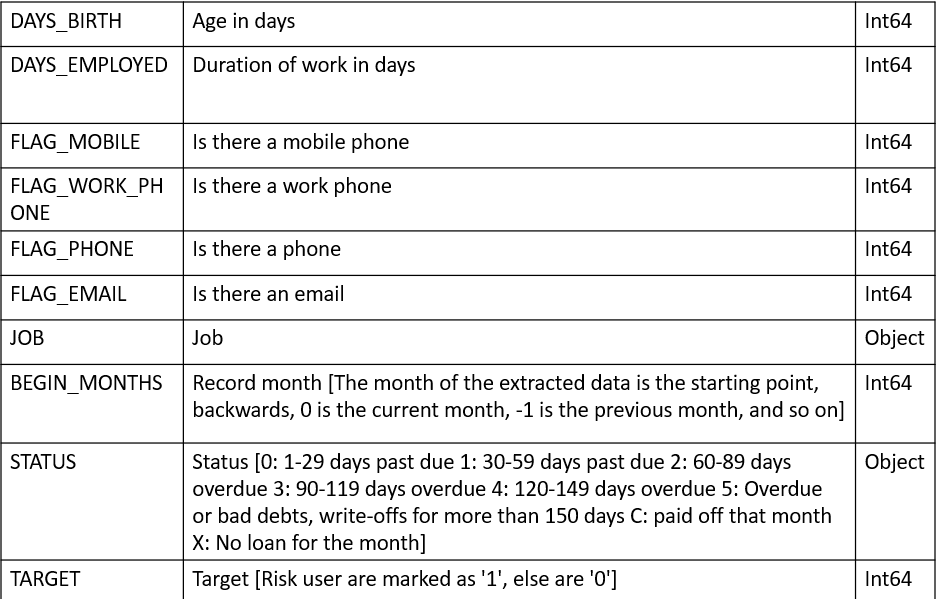 DAYS_BIRTH Age in days Int64
DAYS_EMPLOYED Duration of work in days Int64
FLAG_MOBILE Is there a mobile phone Int64
FLAG_WORK_PH Is there a work phone Int64
ONE
FLAG_PHONE Is there a phone Int64
FLAG_EMAIL Is there an email Int64
JOB Job Object
BEGIN_MONTHS Record month [The month of the extracted data is the starting point, Int64
backwards, 0 is the current month, -1 is the previous month, and so on]
STATUS Status [0: 1-29 days past due 1: 30-59 days past due 2: 60-89 days Object
overdue 3: 90-119 days overdue 4: 120-149 days overdue 5: Overdue
or bad debts, write-offs for more than 150 days C: paid off that month
X: No loan for the month]
TARGET Target [Risk user are marked as '1', else are '0'] Int64